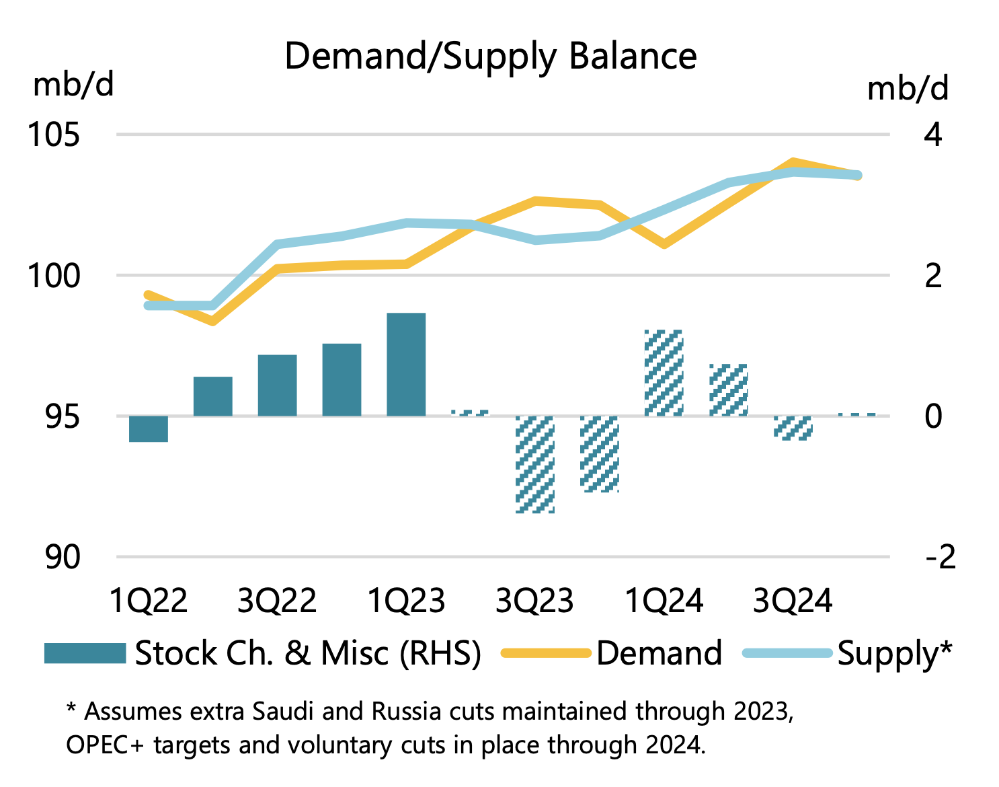 Demand/Supply Balance
mb/d
mb/d
105
4
100
2
95
0
90
-2
1Q22 3Q22 1Q23 3Q23 1Q24 3Q24
Stock Ch. & Misc (RHS) Demand Supply*
* Assumes extra Saudi and Russia cuts maintained through 2023,
OPEC+ targets and voluntary cuts in place through 2024.